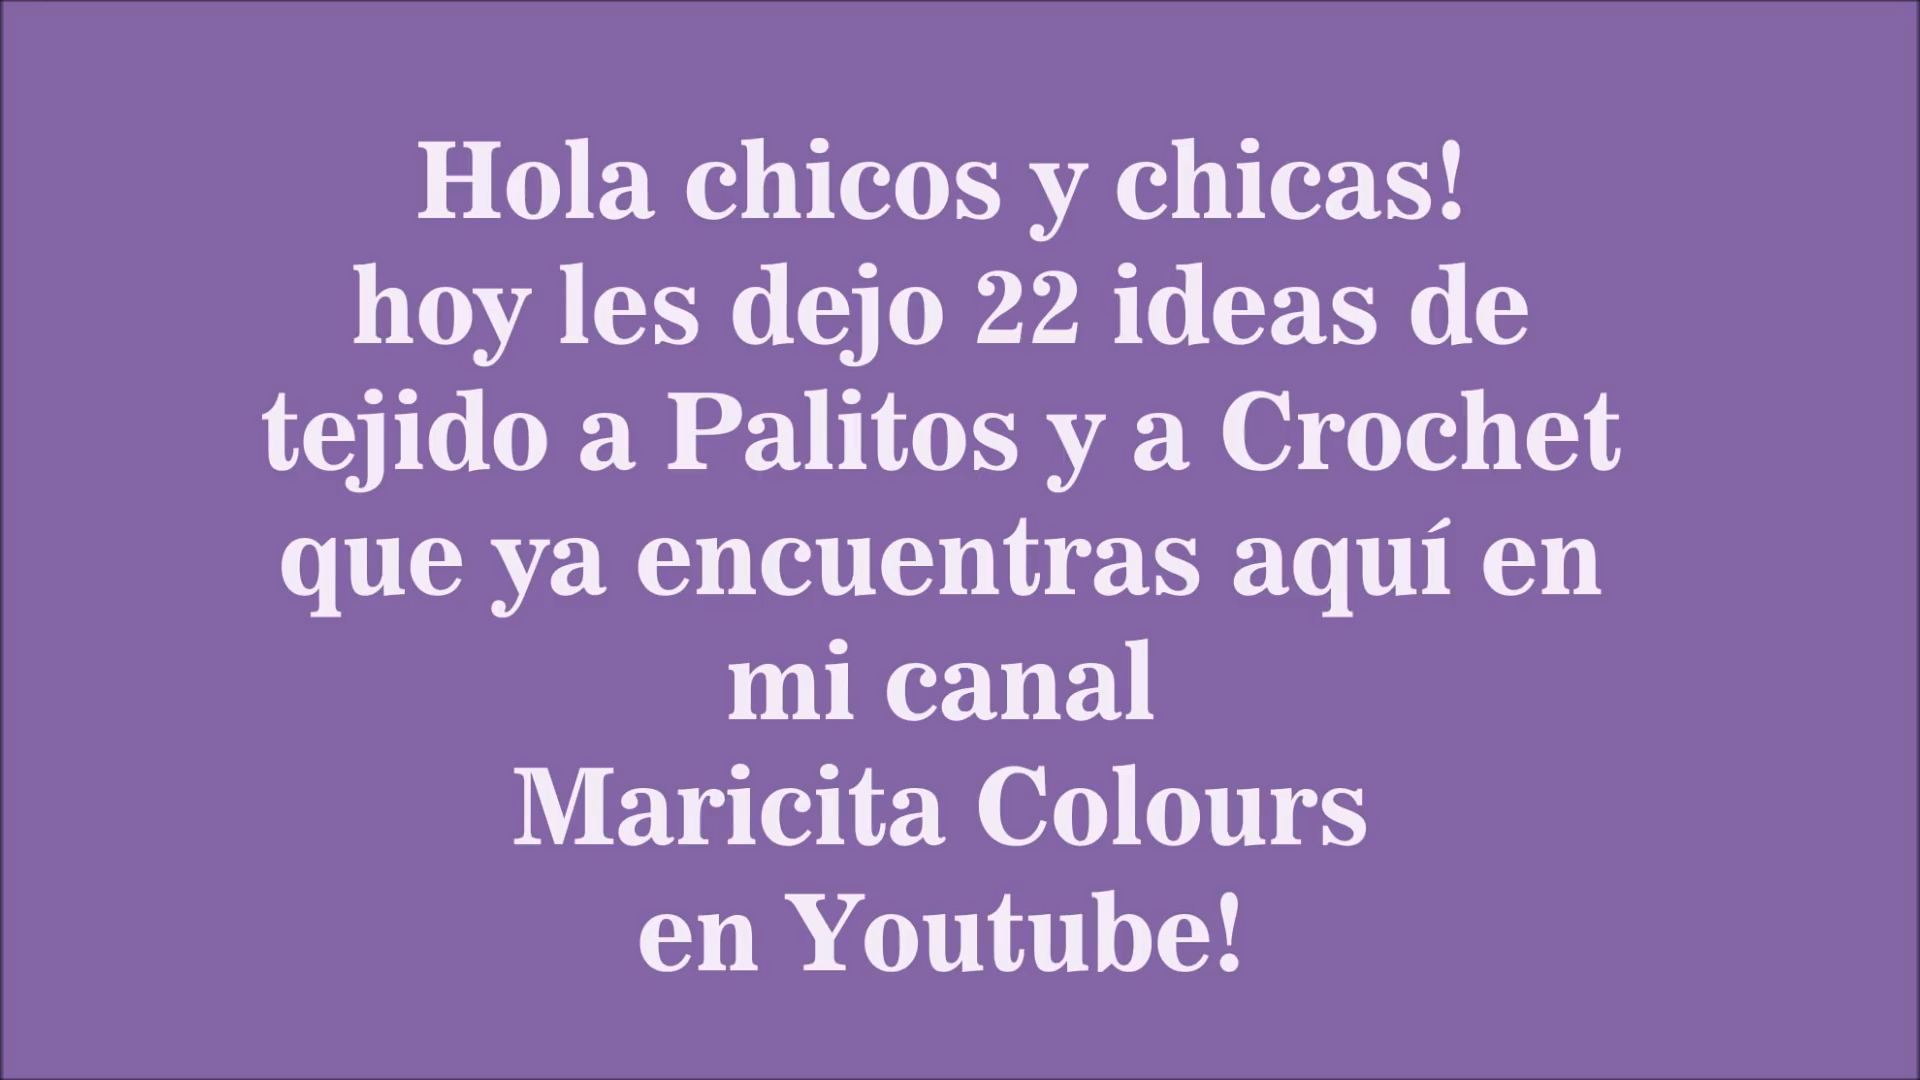 Hola chicos y chicas!
hoy les dejo 22 ideas de
tejido a Palitos y a Crochet
que ya encuentras aquí en
mi canal
Maricita Colours
en Youtube!